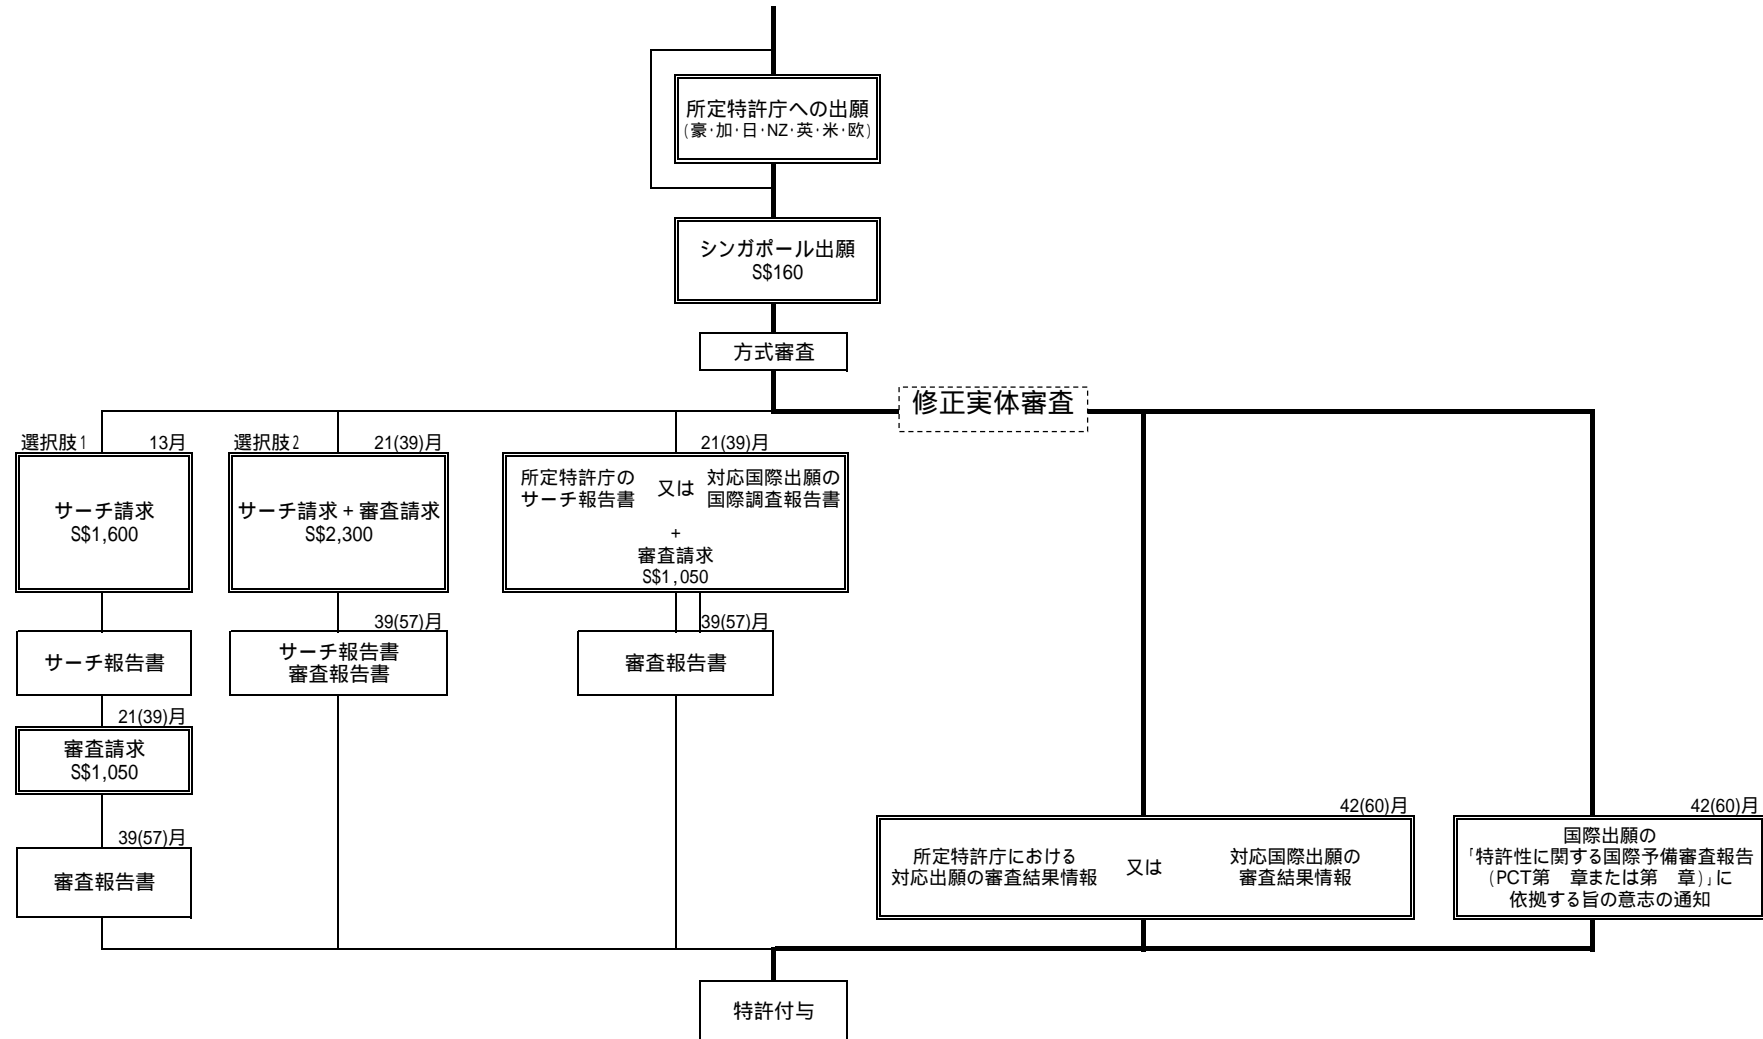 所定特許庁への出願
(豪·加·日·NZ·英·米·欧)
シンガポール出願
S$160
方式審査
修正実体審査
選択肢1
13月
サーチ請求
S$1,600
サーチ報告書
21(39)月
審査請求
S$1,050
39(57)月
審査報告書
選択肢2
21(39)月
サーチ請求 + 審査請求
S$2,300
39(57)月
サーチ報告書
審査報告書
21(39)月
所定特許庁の
サーチ報告書
又は
対応国際出願の
国際調査報告書
+
審査請求
S$1,050
39(57)月
審査報告書
42(60)月
所定特許庁における
対応出願の審査結果情報
又は
対応国際出願の
審査結果情報
42(60)月
国際出願の
「特許性に関する国際予備審査報告
(PCT第　章または第　章)」に
依拠する旨の意志の通知
特許付与